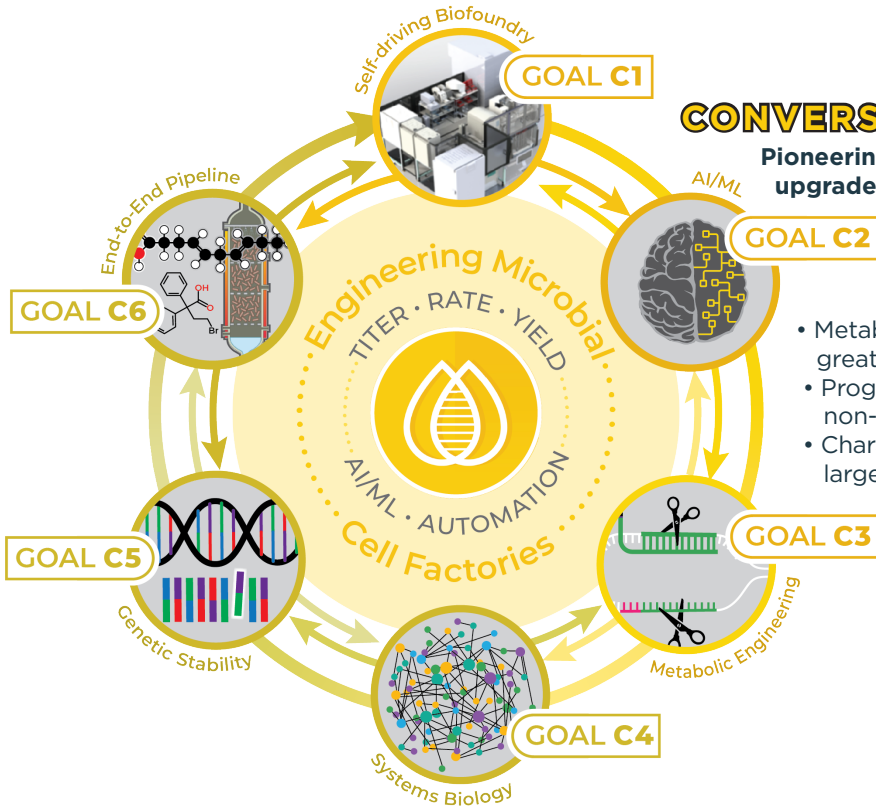 Self-driving Biofoundry
GOAL C1
AI/ML
GOAL C2
Metabolic Engineering
GOAL C3
Systems Biology
GOAL C4
Genetic Stability
GOAL C5
End-to-End Pipeline
GOAL C6
OH
O
Br
Engineering Microbial
Cell Factories
TITER • RATE • YIELD
AI/ML • AUTOMATION
CONVERS
Pioneerin
upgrade
• Metab
great
• Prog
non-
• Char
large